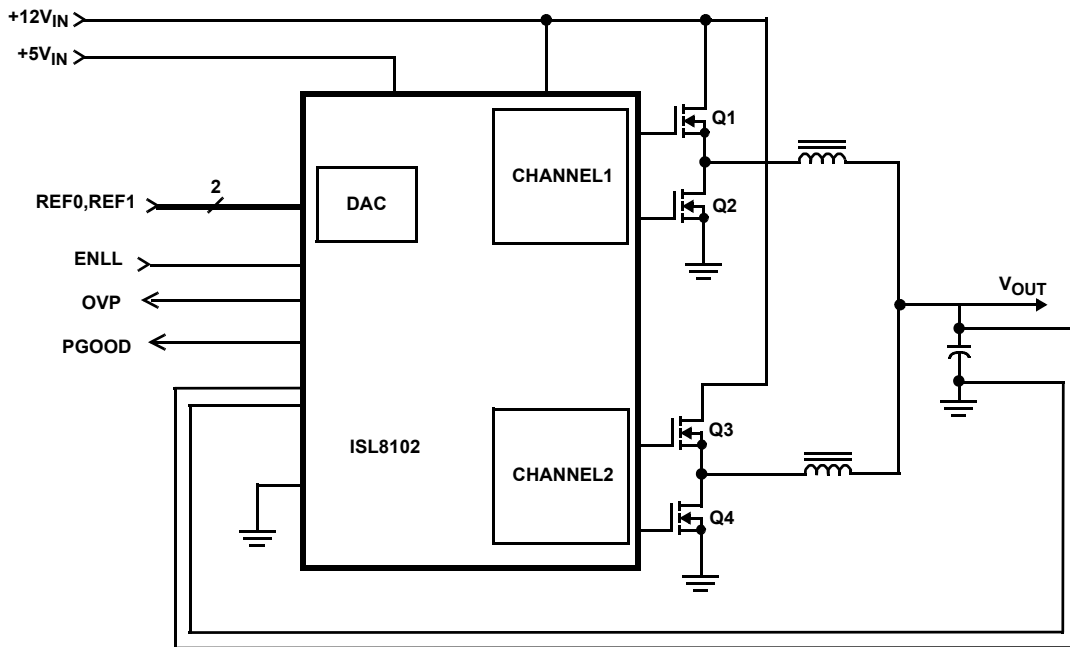 +12VIN
+5VIN
Q1
CHANNEL1
2
DAC
REF0,REF1
Q2
ENLL
VOUT
OVP
PGOOD
Q3
ISL8102
CHANNEL2
Q4